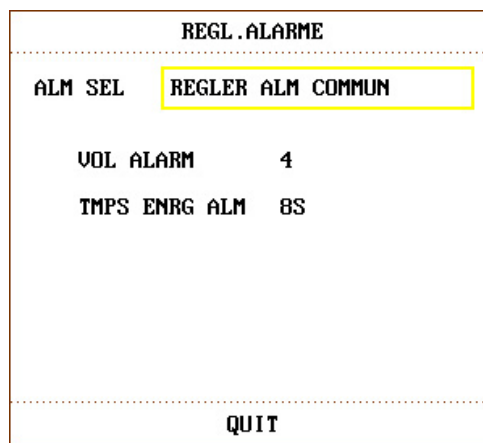 REGL.ALARME
ALM SEL REGLER ALM COMMUN
VOL ALARM 4
TMPS ENRG ALM 8S
QUIT